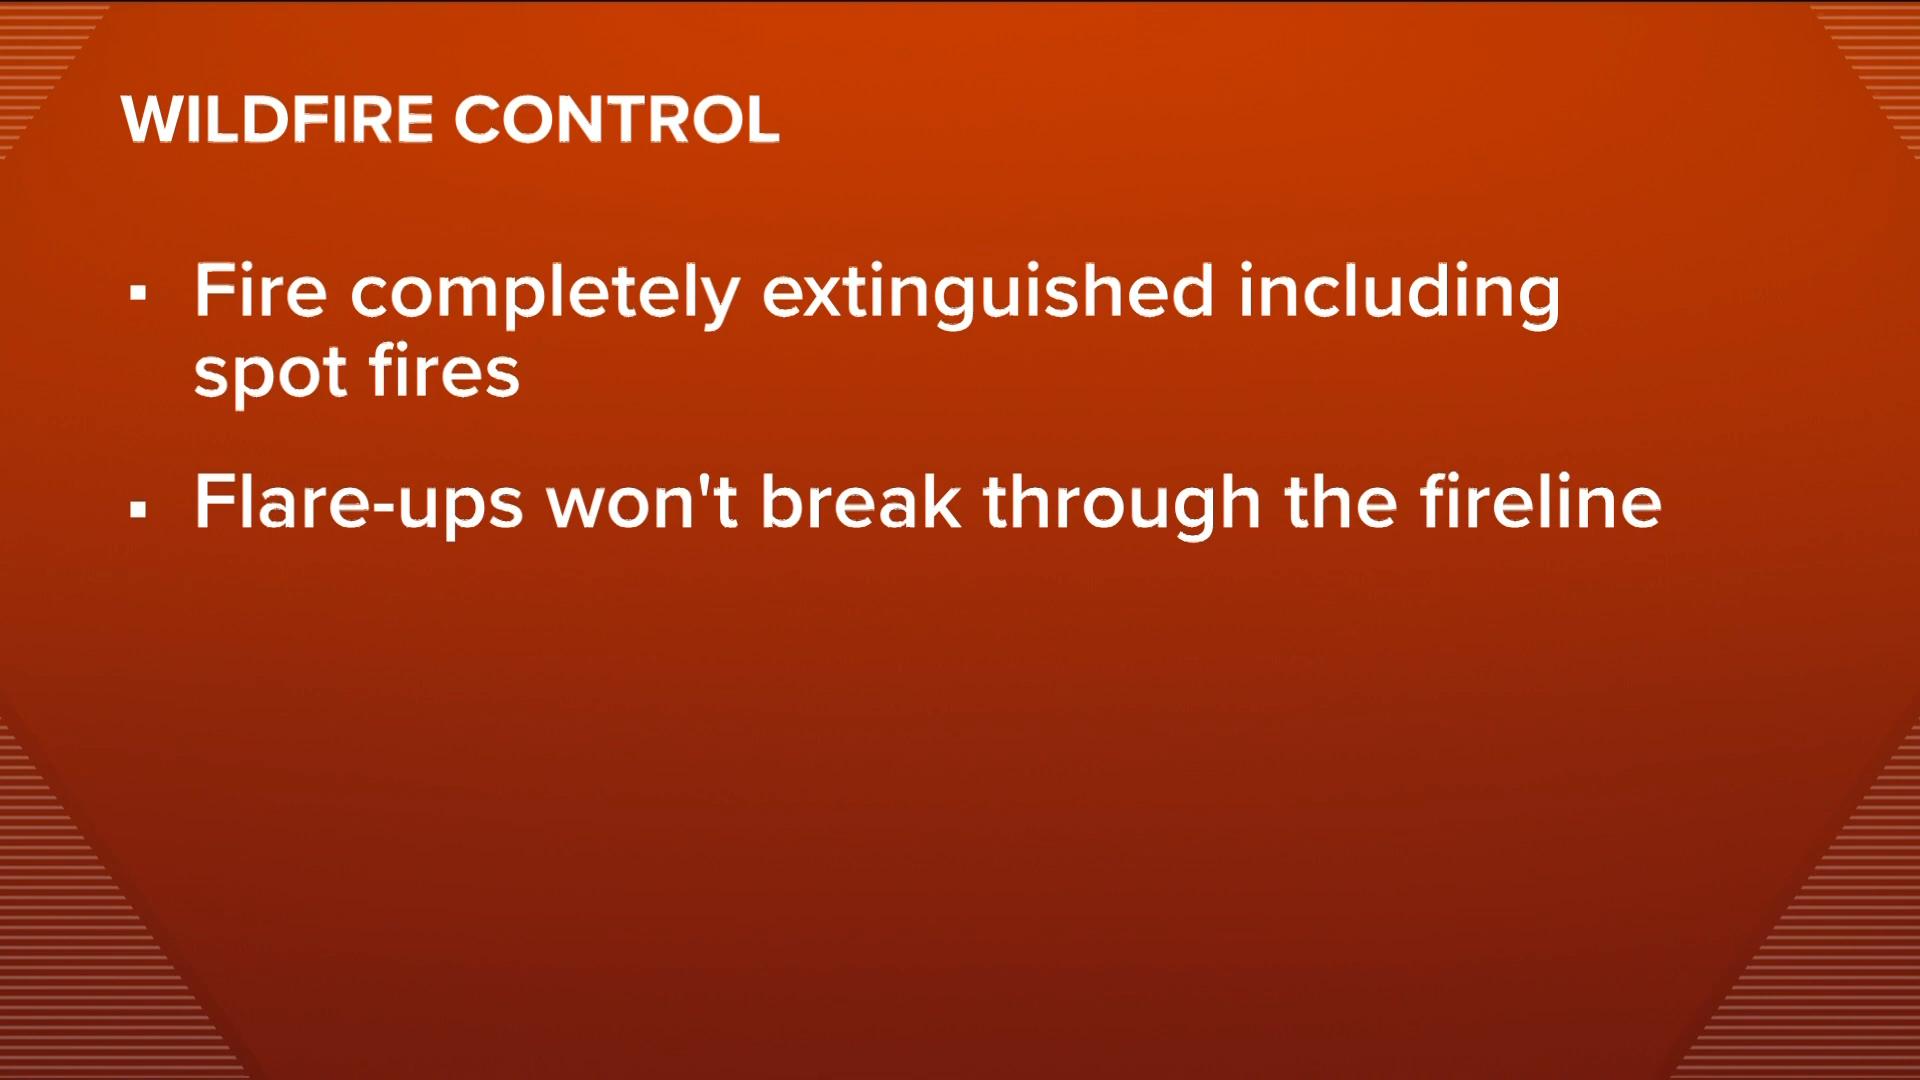 WILDFIRE CONTROL
▪ Fire completely extinguished including
spot fires
▪ Flare-ups won't break through the fireline